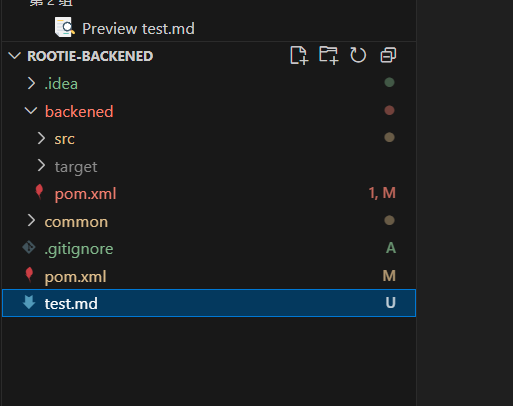 第 2 组
Preview test.md
ROOTIE-BACKENED
.idea
backened
src
target
pom.xml 1, M
common
.gitignore A
pom.xml M
test.md U